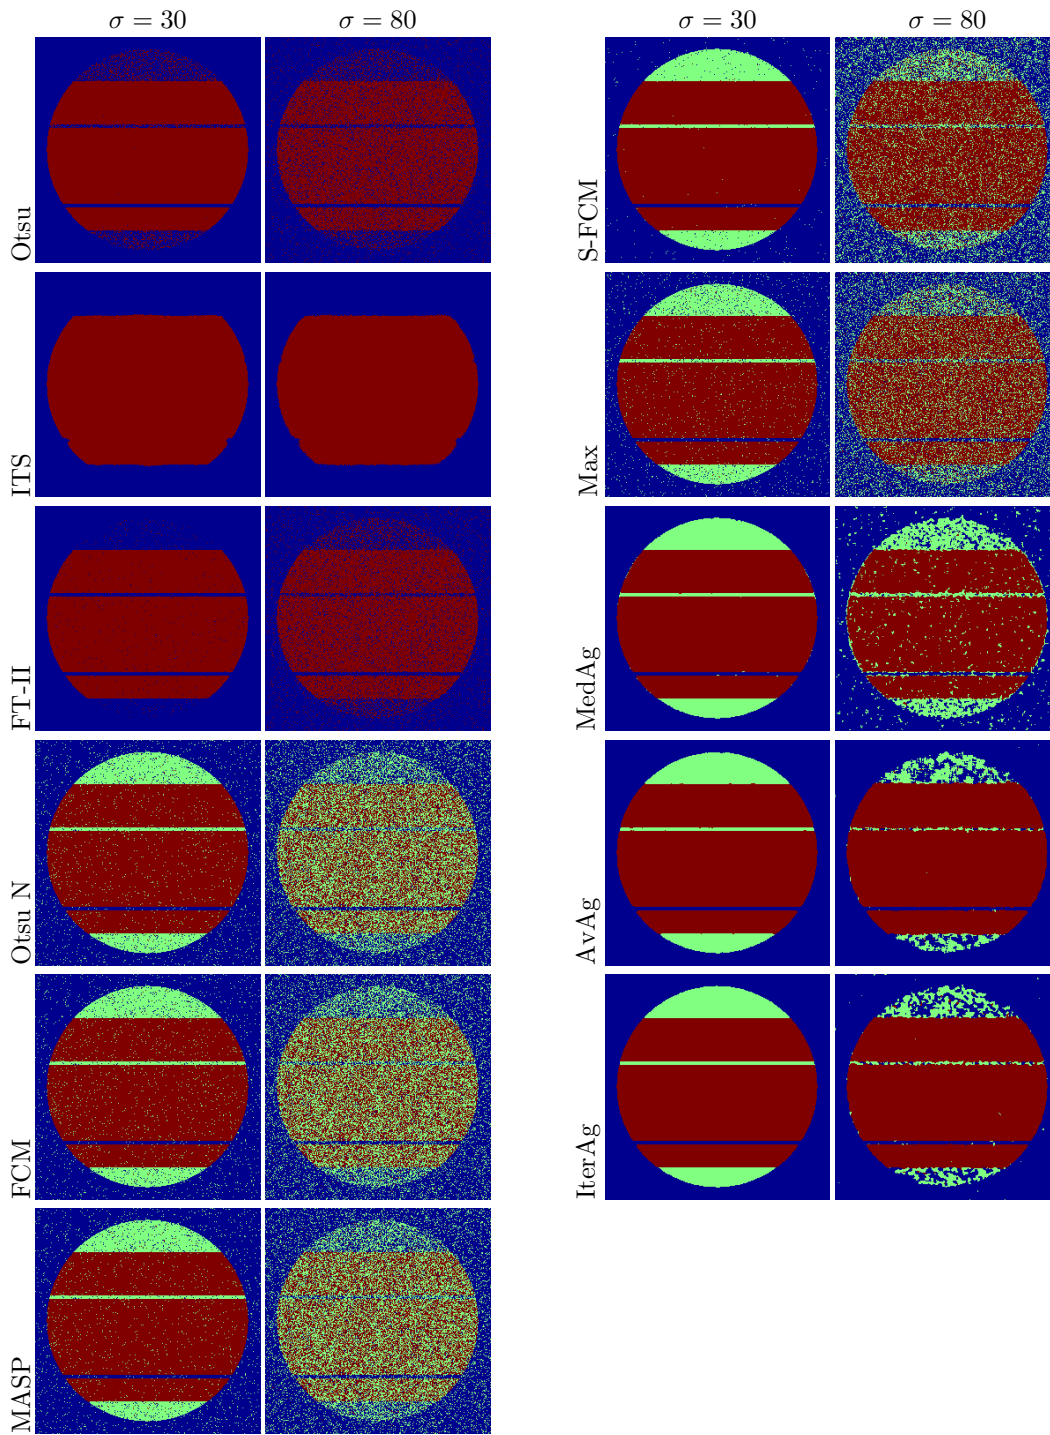 σ = 30
σ = 80
Otsu
ITS
FT-II
Otsu N
FCM
MASP
σ = 30
σ = 80
S-FCM
Max
MedAg
AvAg
IterAg